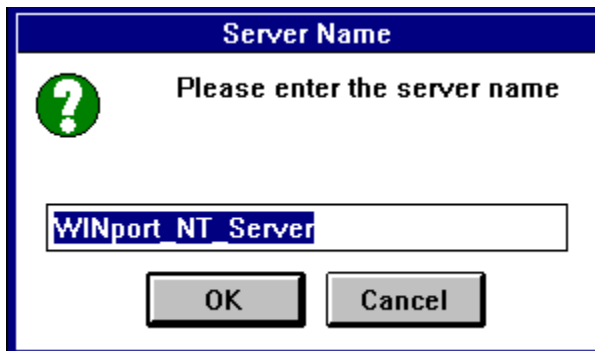 Server Name
?
Please enter the server name
WINport_NT_Server
OK Cancel